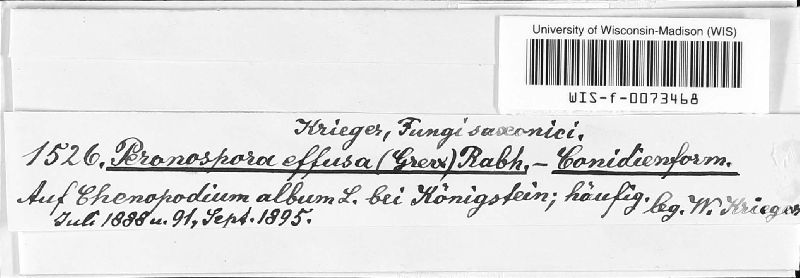 University of Wisconsin-Madison (WIS)
WIS-f-0073468
Krieger, Fungi saxonici.
1526. Peronospora effusa (Grev.) Rabh. – Conidienform.
Auf Chenopodium album L. bei Königstein; häufig. leg. W. Krieger
Juli 1888 u. 91, Sept. 1895.